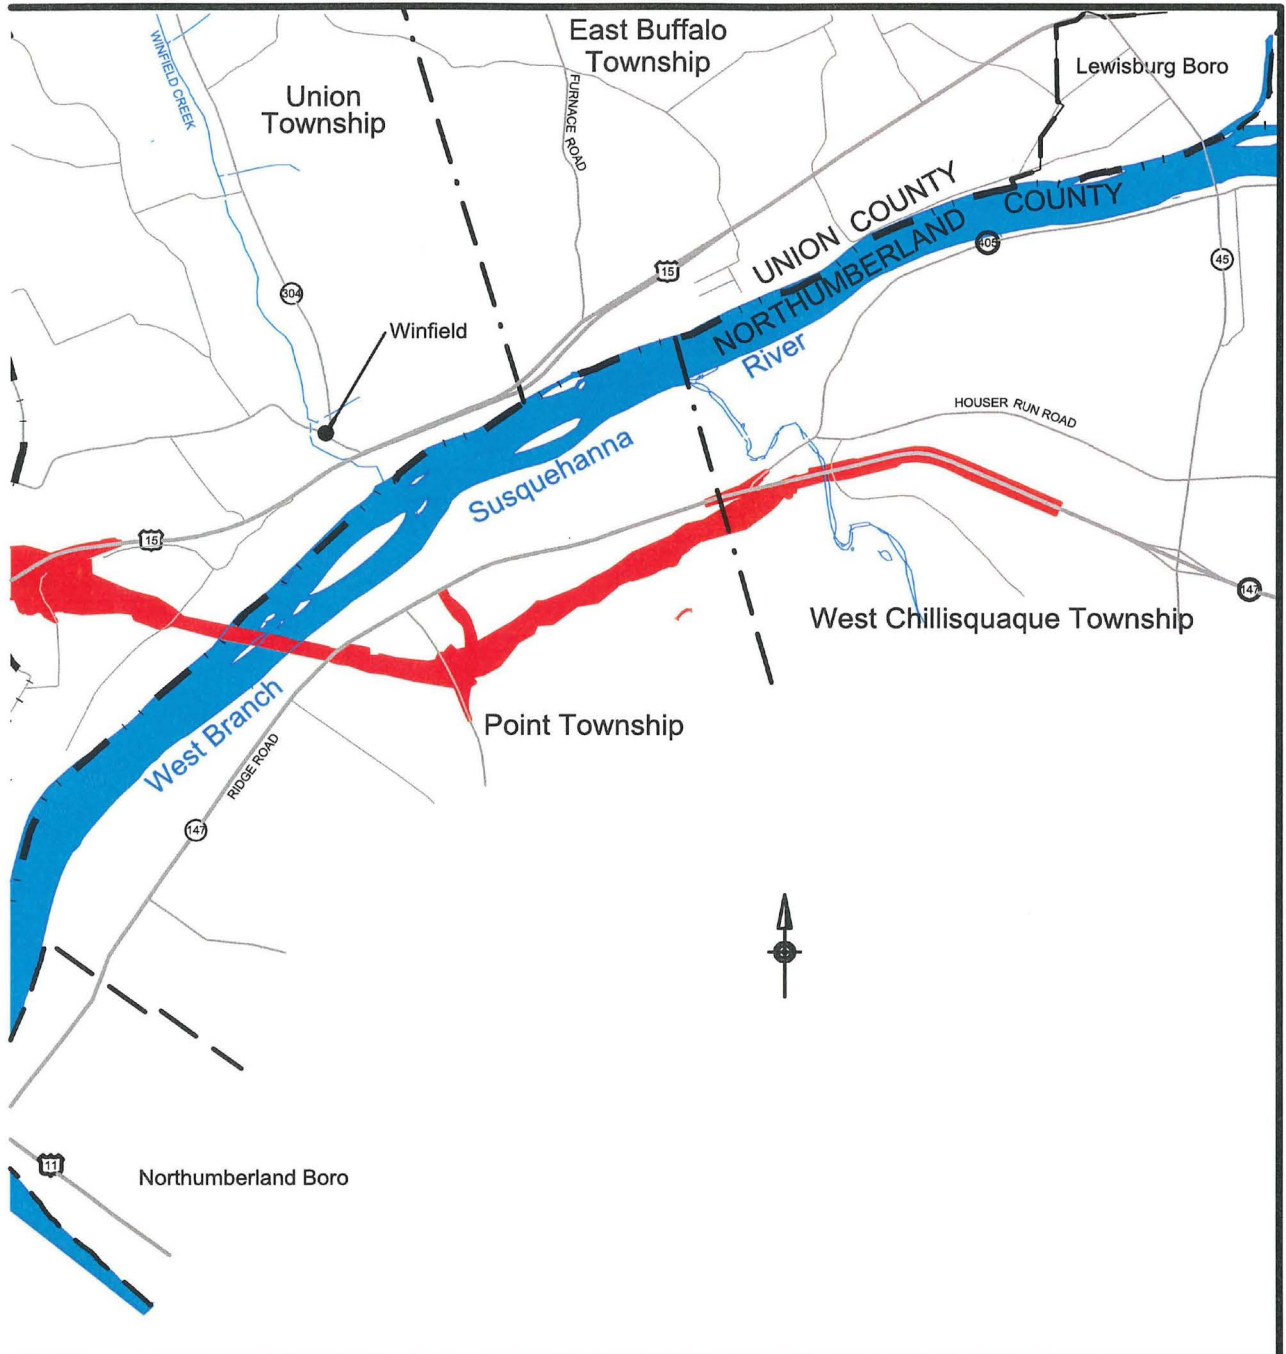 East Buffalo
Township
WINFIELD CREEK
Union
Township
FURNACE ROAD
Lewisburg Boro
UNION COUNTY
NORTHUMBERLAND COUNTY
405
45
15
304
Winfield
River
HOUSER RUN ROAD
Susquehanna
15
147
West Chillisquaque Township
West Branch
Point Township
RIDGE ROAD
147
11
Northumberland Boro